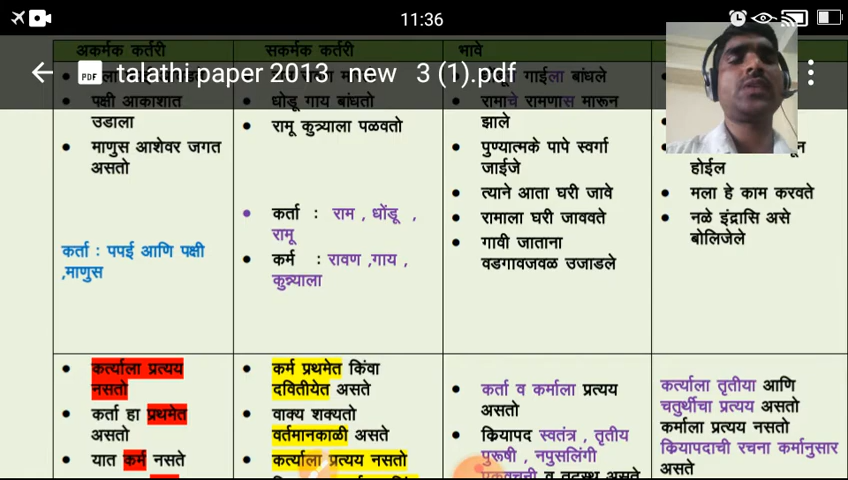 11:36
talathi paper 2013 new 3 (1).pdf
PDF
अकर्मक कर्तरी
सकर्मक कर्तरी
भावे
गाईला बांधले
पक्षी आकाशात
उडाला
माणुस आशेवर जगत
असतो
कर्ता : पपई आणि पक्षी
,माणुस
धोंडू गाय बांधतो
रामू कुत्र्याला पळवतो
कर्ता : राम , धोंडू ,
रामू
कर्म : रावण ,गाय ,
कुत्र्याला
रामाचे रामणास मारून
झाले
पुण्यात्मके पापे स्वर्गा
जाईजे
त्याने आता घरी जावे
रामाला घरी जाववते
गावी जाताना
वडगावजवळ उजाडले
होईल
मला हे काम करवते
नळे इंद्रासि असे
बोलिजेले
कर्त्याला प्रत्यय
नसतो
कर्ता हा प्रथमेत
असतो
यात कर्म नसते
कर्म प्रथमेत किंवा
दवितीयेत असते
वाक्य शक्यतो
वर्तमानकाळी असते
कर्त्याला प्रत्यय नसतो
कर्ता व कर्माला प्रत्यय
असतो
क्रियापद स्वतंत्र , तृतीय
पुरूषी , नपुसलिंगी
एकवचनी व तटस्थ असते
कर्त्याला तृतीया आणि
चतुर्थीचा प्रत्यय असतो
कर्माला प्रत्यय नसतो
क्रियापदाची रचना कर्मानुसार
असते